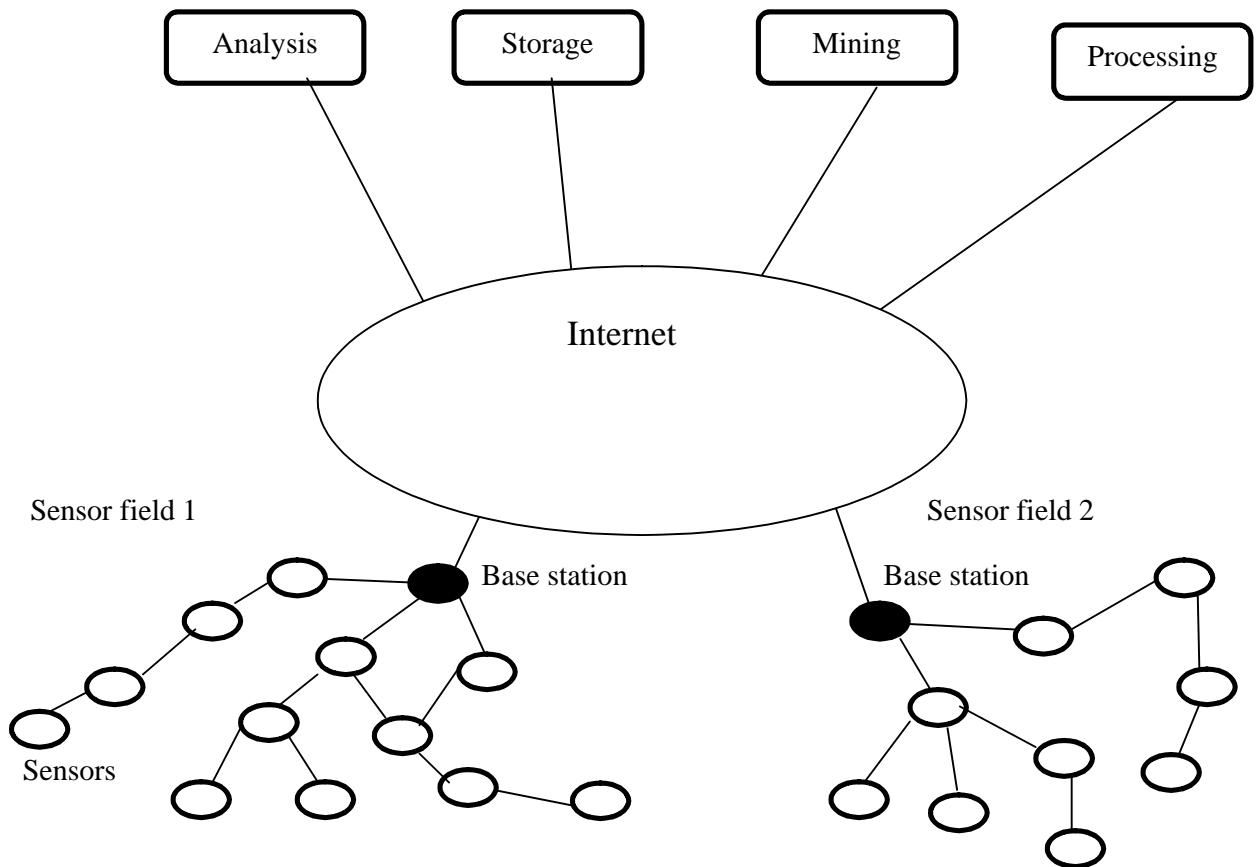 Analysis
Storage
Mining
Processing
Internet
Sensor field 1
Sensor field 2
Base station
Base station
Sensors